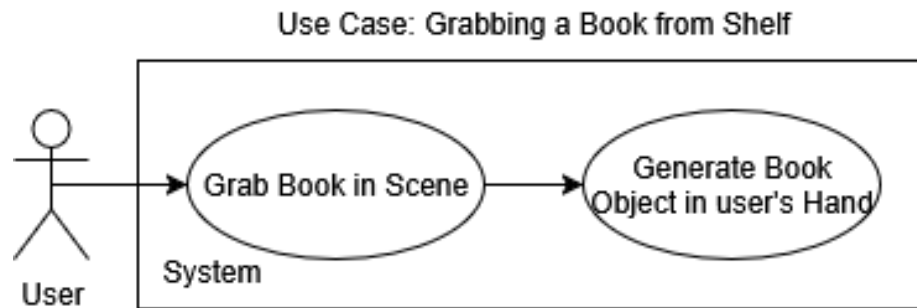 Use Case: Grabbing a Book from Shelf
Grab Book in Scene
Generate Book
Object in user's Hand
System
User